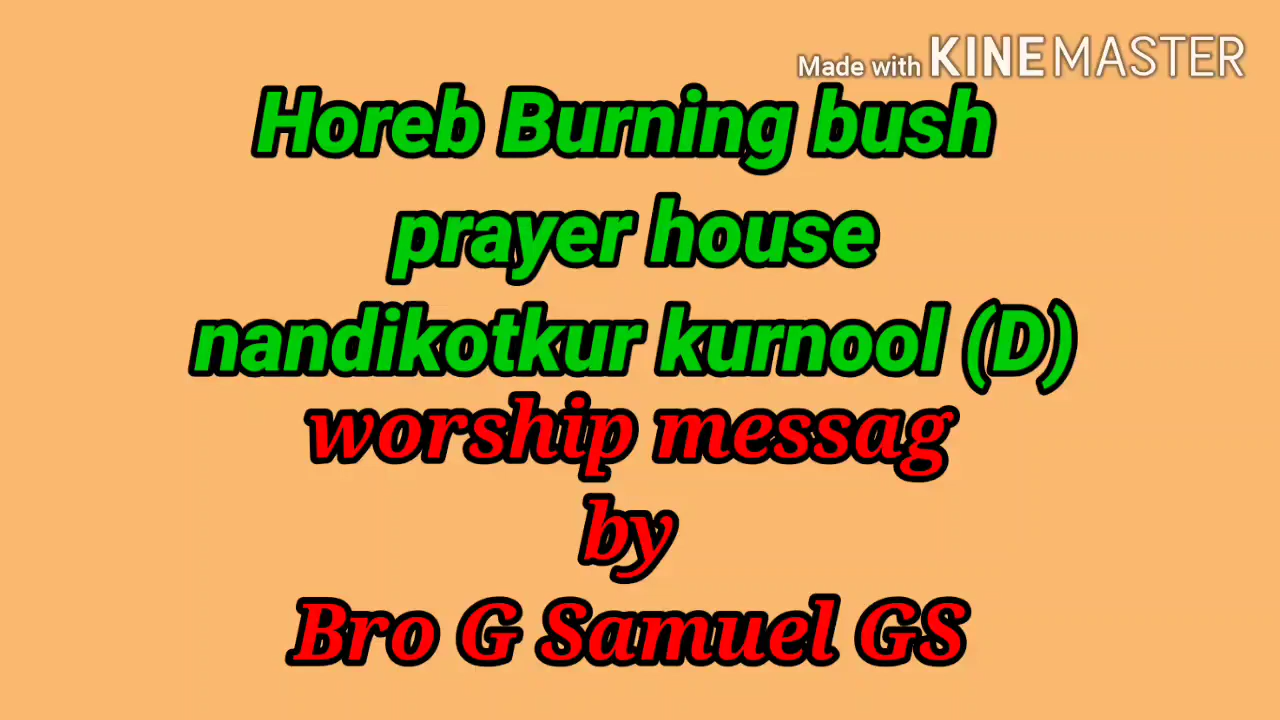 Made with KINEMASTER
Horeb Burning bush
prayer house
nandikotkur kurnool (D)
worship messag
by
Bro G Samuel GS